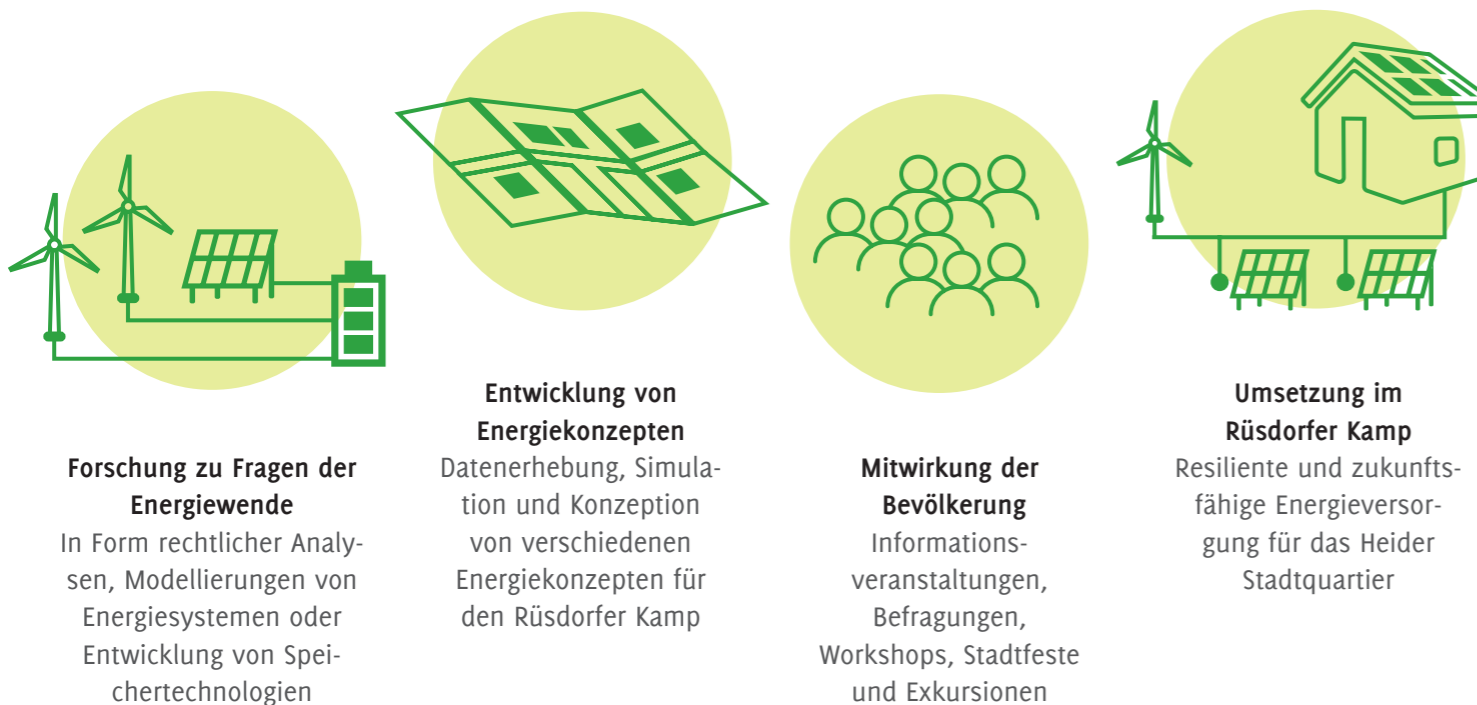 Forschung zu Fragen der
Energiewende
In Form rechtlicher Analy-
sen, Modellierungen von
Energiesystemen oder
Entwicklung von Spei-
chertechnologien
Entwicklung von
Energiekonzepten
Datenerhebung, Simula-
tion und Konzeption
von verschiedenen
Energiekonzepten für
den Rüsdorfer Kamp
Mitwirkung der
Bevölkerung
Informations-
veranstaltungen,
Befragungen,
Workshops, Stadtfeste
und Exkursionen
Umsetzung im
Rüsdorfer Kamp
Resiliente und zukunfts-
fähige Energieversor-
gung für das Heider
Stadtquartier